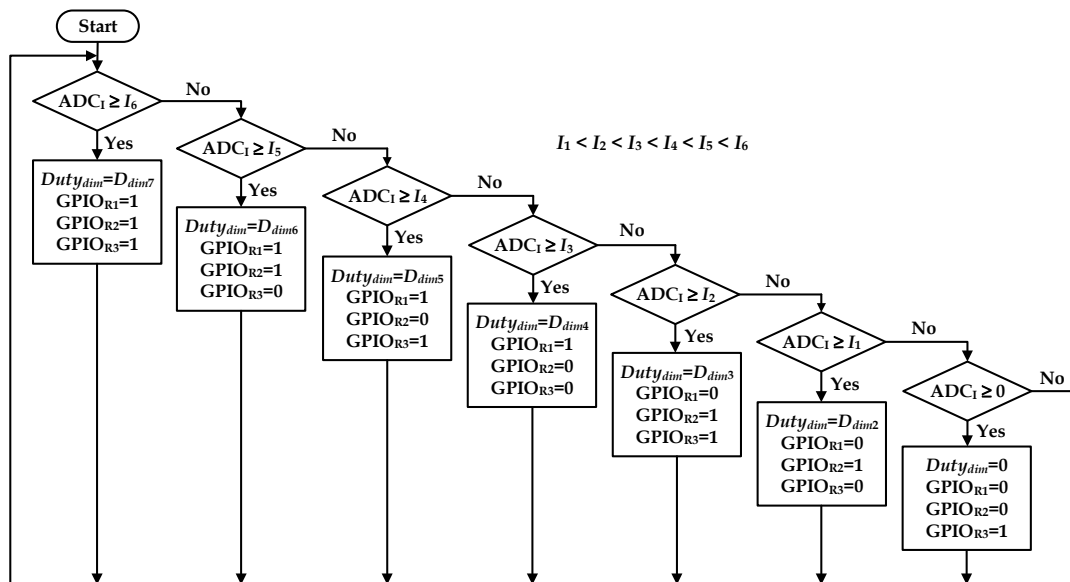 Start
ADCI ≥ I6
No
Yes
Dutydim=Ddim7
GPIOR1=1
GPIOR2=1
GPIOR3=1
ADCI ≥ I5
No
Yes
Dutydim=Ddim6
GPIOR1=1
GPIOR2=1
GPIOR3=0
I1 < I2 < I3 < I4 < I5 < I6
ADCI ≥ I4
No
Yes
Dutydim=Ddim5
GPIOR1=1
GPIOR2=0
GPIOR3=1
ADCI ≥ I3
No
Yes
Dutydim=Ddim4
GPIOR1=1
GPIOR2=0
GPIOR3=0
ADCI ≥ I2
No
Yes
Dutydim=Ddim3
GPIOR1=0
GPIOR2=1
GPIOR3=1
ADCI ≥ I1
No
Yes
Dutydim=Ddim2
GPIOR1=0
GPIOR2=1
GPIOR3=0
ADCI ≥ 0
No
Yes
Dutydim=0
GPIOR1=0
GPIOR2=0
GPIOR3=1